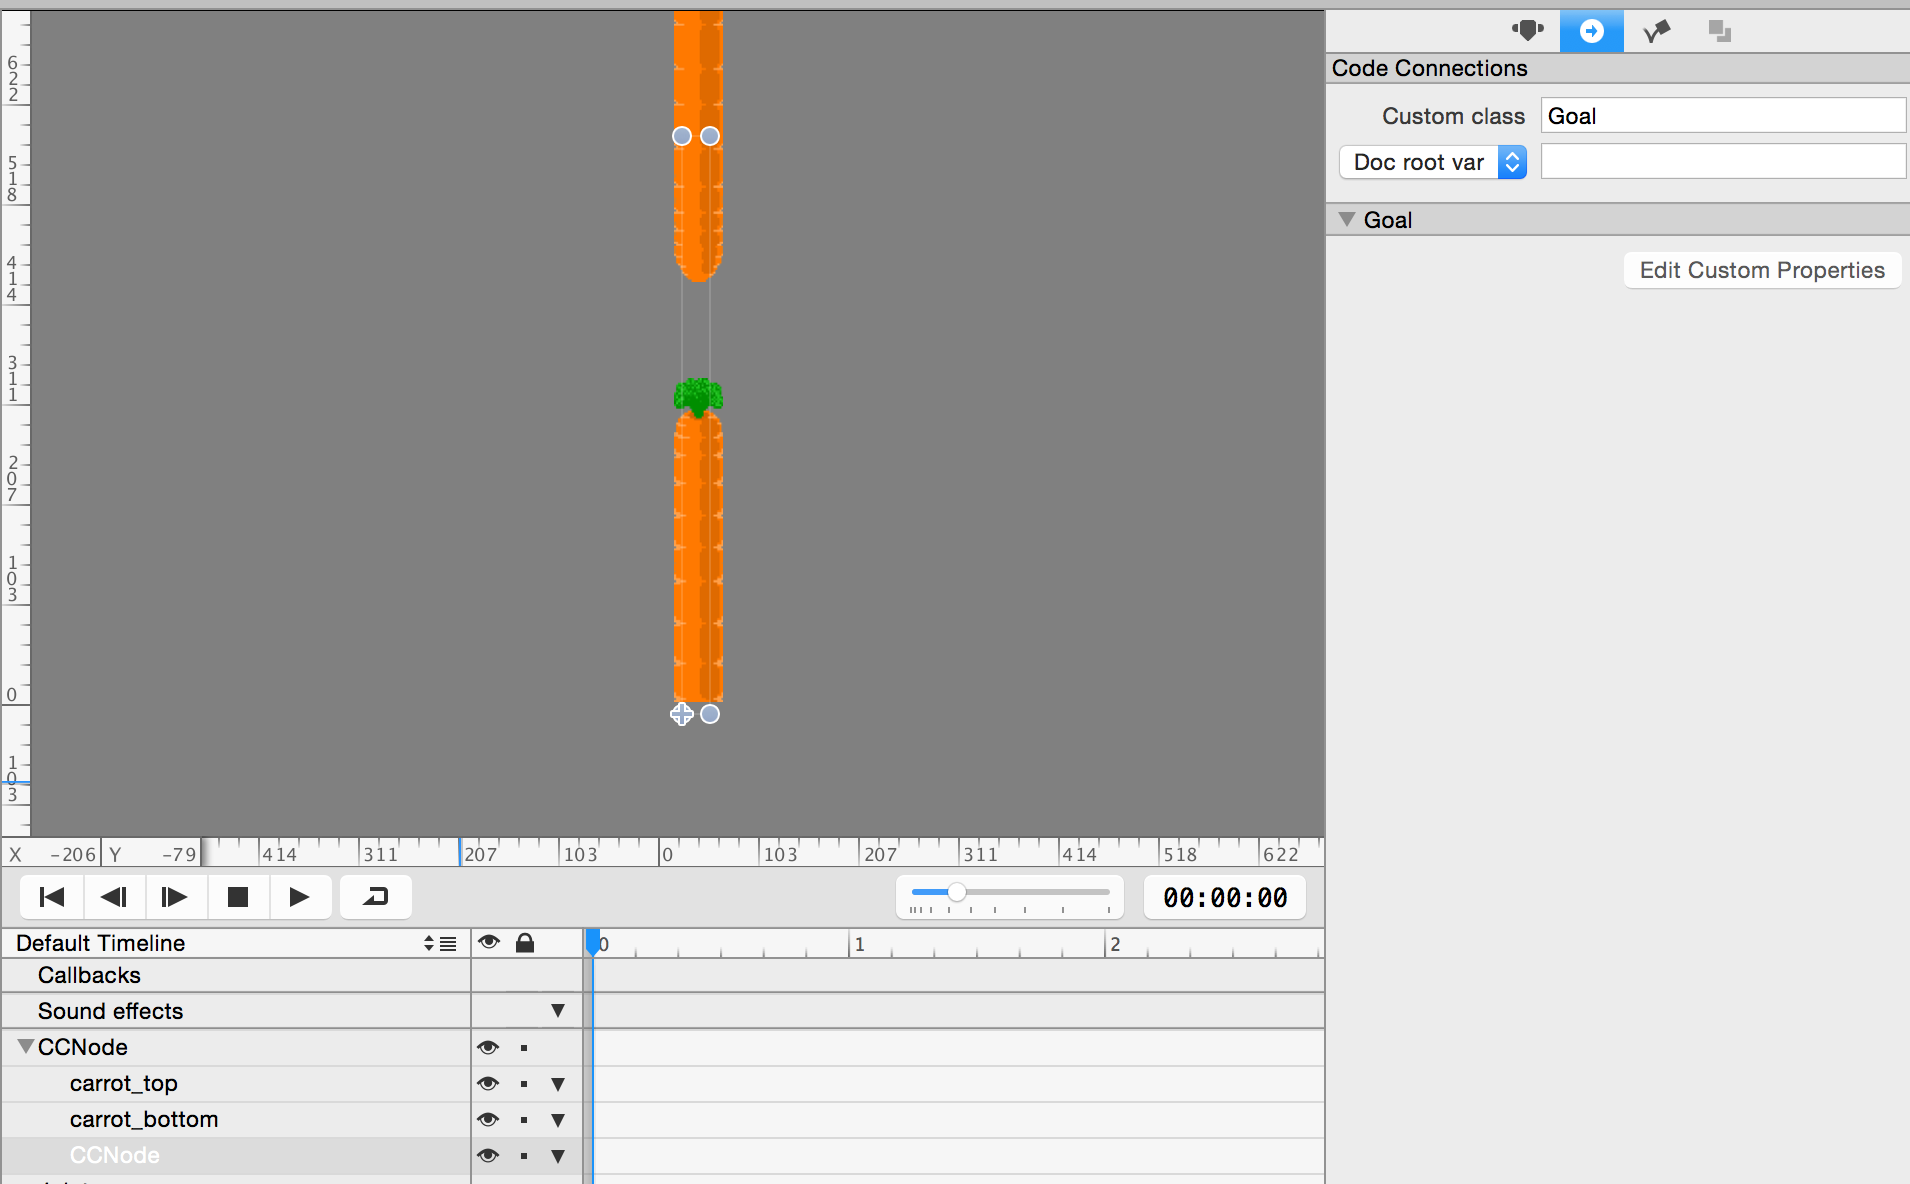 Code Connections
Custom class Goal
Doc root var
Goal
Edit Custom Properties
622
518
414
311
207
103
0
103
X -206 Y -79 414 311 207 103 0 103 207 311 414 518 622
00:00:00
Default Timeline 0 1 2
Callbacks
Sound effects
CCNode
carrot_top
carrot_bottom
CCNode